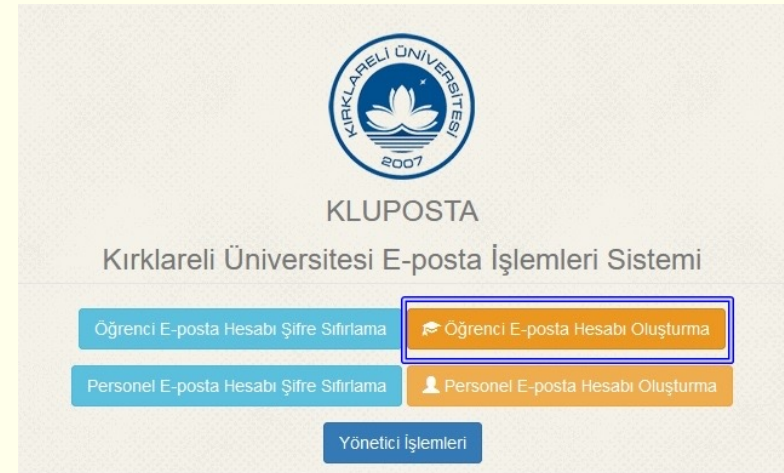 KIRKLARELİ ÜNİVERSİTESİ
2007
KLUPOSTA
Kırklareli Üniversitesi E-posta İşlemleri Sistemi
Öğrenci E-posta Hesabı Şifre Sıfırlama
Öğrenci E-posta Hesabı Oluşturma
Personel E-posta Hesabı Şifre Sıfırlama
Personel E-posta Hesabı Oluşturma
Yönetici İşlemleri